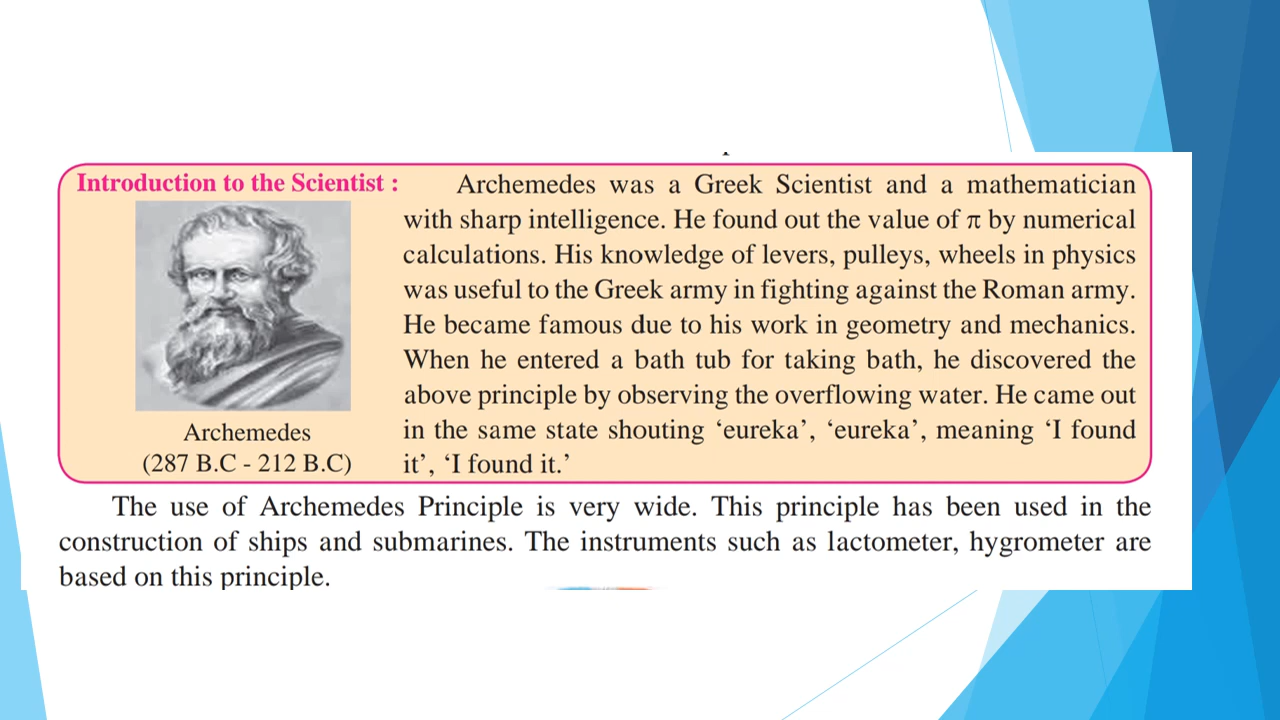 Introduction to the Scientist :
Archemedes was a Greek Scientist and a mathematician
with sharp intelligence. He found out the value of π by numerical
calculations. His knowledge of levers, pulleys, wheels in physics
was useful to the Greek army in fighting against the Roman army.
He became famous due to his work in geometry and mechanics.
When he entered a bath tub for taking bath, he discovered the
above principle by observing the overflowing water. He came out
in the same state shouting ‘eureka’, ‘eureka’, meaning ‘I found
it’, ‘I found it.’
Archemedes
(287 B.C - 212 B.C)
The use of Archemedes Principle is very wide. This principle has been used in the
construction of ships and submarines. The instruments such as lactometer, hygrometer are
based on this principle.